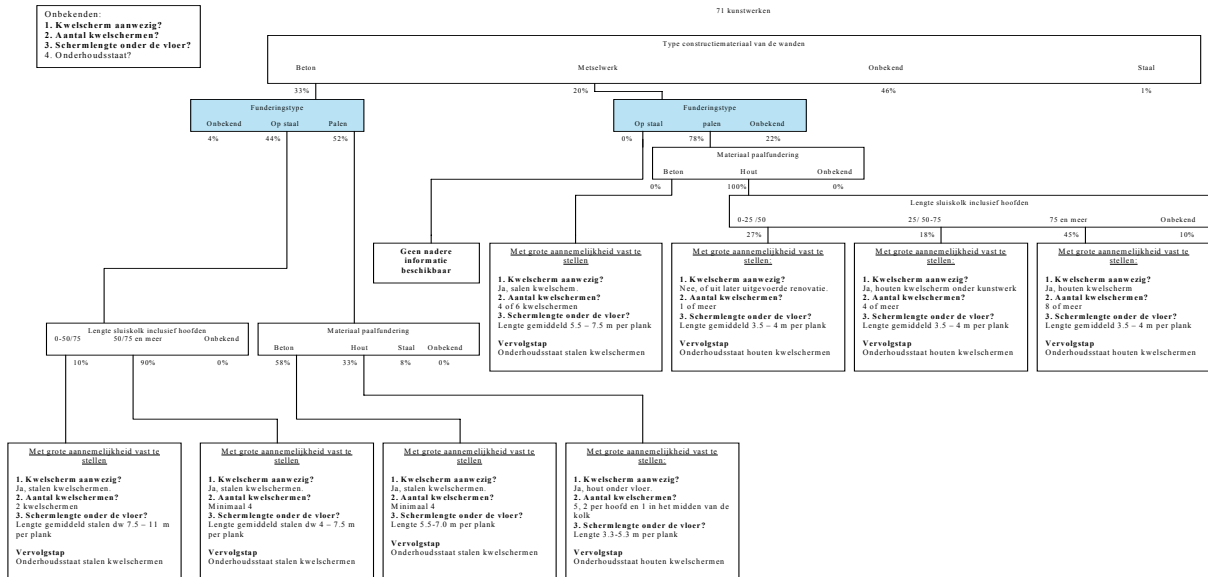 Onbekenden:
1. Kwelscherm aanwezig?
2. Aantal kwelschermen?
3. Schermlengte onder de vloer?
4. Onderhoudsstaat?
71 kunstwerken
Type constructiemateriaal van de wanden
Beton Metselwerk Onbekend Staal
33% 20% 46% 1%
Funderingstype
Onbekend Op staal Palen
4% 44% 52%
Funderingstype
Op staal palen Onbekend
0% 78% 22%
Materiaal paalfundering
Beton Hout Onbekend
0% 100% 0%
Lengte sluiskolk inclusief hoofden
0-25 /50 25/ 50-75 75 en meer Onbekend
27% 18% 45% 10%
Geen nadere
informatie
beschikbaar
Met grote aannemelijkheid vast te
stellen
1. Kwelscherm aanwezig?
Ja, salen kwelschem.
2. Aantal kwelschermen?
4 of 6 kwelschermen
3. Schermlengte onder de vloer?
Lengte gemiddeld 5.5 – 7.5 m per plank
Vervolgstap
Onderhoudsstaat stalen kwelschermen
Met grote aannemelijkheid vast te
stellen:
1. Kwelscherm aanwezig?
Nee, of uit later uitgevoerde renovatie.
2. Aantal kwelschermen?
1 of meer
3. Schermlengte onder de vloer?
Lengte gemiddeld 3.5 – 4 m per plank
Vervolgstap
Onderhoudsstaat houten kwelschermen
Met grote aannemelijkheid vast te
stellen:
1. Kwelscherm aanwezig?
Ja, houten kwelscherm onder kunstwerk
2. Aantal kwelschermen?
4 of meer
3. Schermlengte onder de vloer?
Lengte gemiddeld 3.5 – 4 m per plank
Vervolgstap
Onderhoudsstaat houten kwelschermen
Met grote aannemelijkheid vast te
stellen:
1. Kwelscherm aanwezig?
Ja, houten kwelscherm
2. Aantal kwelschermen?
8 of meer
3. Schermlengte onder de vloer?
Lengte gemiddeld 3.5 – 4 m per plank
Vervolgstap
Onderhoudsstaat houten kwelschermen
Lengte sluiskolk inclusief hoofden
0-50/75 50/75 en meer Onbekend
10% 90% 0%
Materiaal paalfundering
Beton Hout Staal Onbekend
58% 33% 8% 0%
Met grote aannemelijkheid vast te
stellen
1. Kwelscherm aanwezig?
Ja, stalen kwelschermen.
2. Aantal kwelschermen?
2 kwelschermen
3. Schermlengte onder de vloer?
Lengte gemiddeld stalen dw 7.5 – 11 m
per plank
Vervolgstap
Onderhoudsstaat stalen kwelschermen
Met grote aannemelijkheid vast te
stellen
1. Kwelscherm aanwezig?
Ja, stalen kwelschermen.
2. Aantal kwelschermen?
Minimaal 4
3. Schermlengte onder de vloer?
Lengte gemiddeld stalen dw 4 – 7.5 m
per plank
Vervolgstap
Onderhoudsstaat stalen kwelschermen
Met grote aannemelijkheid vast te
stellen
1. Kwelscherm aanwezig?
Ja, stalen kwelschermen.
2. Aantal kwelschermen?
Minimaal 4
3. Schermlengte onder de vloer?
Lengte 5.5-7.0 m per plank
Vervolgstap
Onderhoudsstaat stalen kwelschermen
Met grote aannemelijkheid vast te
stellen:
1. Kwelscherm aanwezig?
Ja, hout onder vloer.
2. Aantal kwelschermen?
5, 2 per hoofd en 1 in het midden van de
kolk
3. Schermlengte onder de vloer?
Lengte 3.3-5.3 m per plank
Vervolgstap
Onderhoudsstaat houten kwelschermen